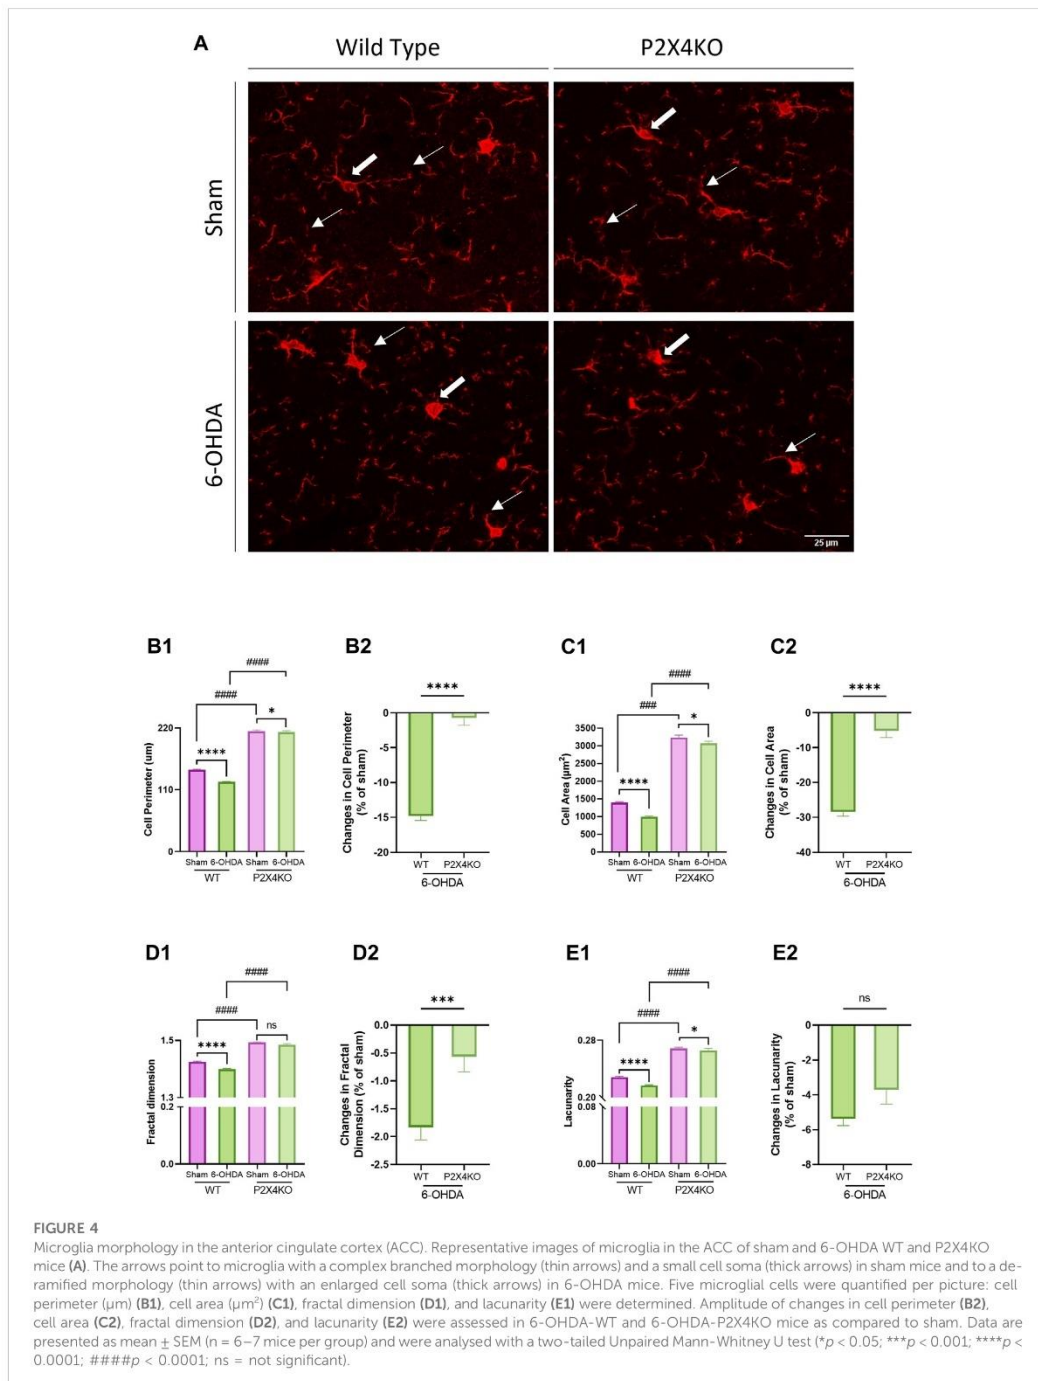 A
Wild Type
P2X4KO
Sham
6-OHDA
25 µm
B1
####
####
****
*
Cell Perimeter (um)
220
110
0
Sham 6-OHDA Sham 6-OHDA
WT P2X4KO
B2
****
Changes in Cell Perimeter
(% of sham)
0
-5
-10
-15
-20
WT P2X4KO
6-OHDA
C1
####
###
****
*
Cell Area (µm²)
3500
3000
2500
2000
1500
1000
500
0
Sham 6-OHDA Sham 6-OHDA
WT P2X4KO
C2
****
Changes in Cell Area
(% of sham)
0
-10
-20
-30
-40
WT P2X4KO
6-OHDA
D1
####
####
****
ns
Fractal dimension
1.5
1.3
0.2
0.0
Sham 6-OHDA Sham 6-OHDA
WT P2X4KO
D2
***
Changes in Fractal
Dimension (% of sham)
0.0
-0.5
-1.0
-1.5
-2.0
-2.5
WT P2X4KO
6-OHDA
E1
####
####
****
*
Lacunarity
0.28
0.20
0.08
0.00
Sham 6-OHDA Sham 6-OHDA
WT P2X4KO
E2
ns
Changes in Lacunarity
(% of sham)
0
-2
-4
-6
-8
WT P2X4KO
6-OHDA
FIGURE 4
Microglia morphology in the anterior cingulate cortex (ACC). Representative images of microglia in the ACC of sham and 6-OHDA WT and P2X4KO
mice (A). The arrows point to microglia with a complex branched morphology (thin arrows) and a small cell soma (thick arrows) in sham mice and to a de-
ramified morphology (thin arrows) with an enlarged cell soma (thick arrows) in 6-OHDA mice. Five microglial cells were quantified per picture: cell
perimeter (µm) (B1), cell area (µm²) (C1), fractal dimension (D1), and lacunarity (E1) were determined. Amplitude of changes in cell perimeter (B2),
cell area (C2), fractal dimension (D2), and lacunarity (E2) were assessed in 6-OHDA-WT and 6-OHDA-P2X4KO mice as compared to sham. Data are
presented as mean ± SEM (n = 6–7 mice per group) and were analysed with a two-tailed Unpaired Mann-Whitney U test (*p < 0.05; ***p < 0.001; ****p <
0.0001; ####p < 0.0001; ns = not significant).